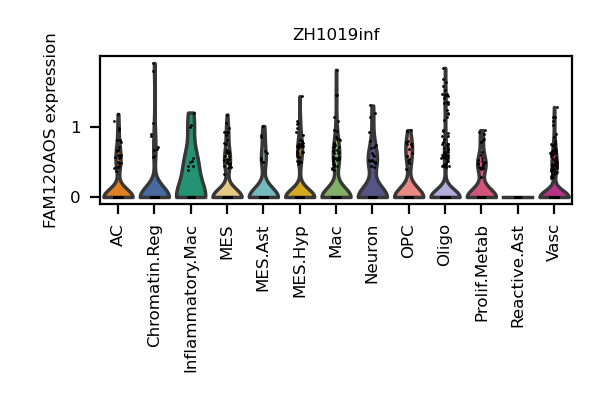 ZH1019inf
FAM120AOS expression
1
0
AC
Chromatin.Reg
Inflammatory.Mac
MES
MES.Ast
MES.Hyp
Mac
Neuron
OPC
Oligo
Prolif.Metab
Reactive.Ast
Vasc